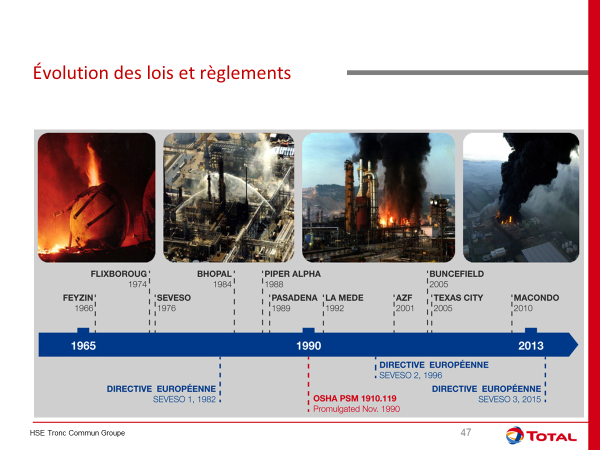 Évolution des lois et règlements
FLIXBOROUG
1974
BHOPAL
1984
PIPER ALPHA
1988
BUNCEFIELD
2005
FEYZIN
1966
SEVESO
1976
PASADENA
1989
LA MEDE
1992
AZF
2001
TEXAS CITY
2005
MACONDO
2010
1965
1990
2013
DIRECTIVE EUROPÉENNE
SEVESO 2, 1996
DIRECTIVE EUROPÉENNE
SEVESO 1, 1982
OSHA PSM 1910.119
Promulgated Nov. 1990
DIRECTIVE EUROPÉENNE
SEVESO 3, 2015
HSE Tronc Commun Groupe
47
TOTAL